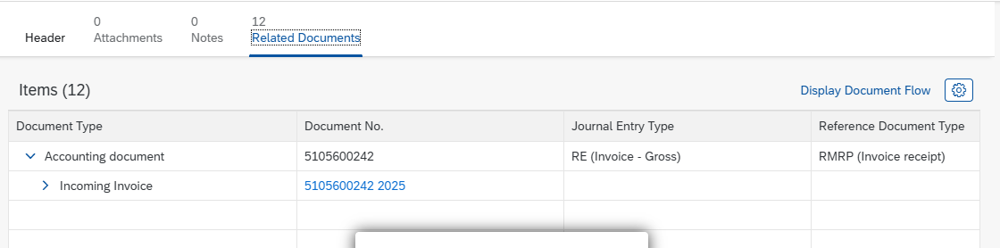 0 0 12
Header Attachments Notes Related Documents
Items (12) Display Document Flow
Document Type Document No. Journal Entry Type Reference Document Type
Accounting document 5105600242 RE (Invoice - Gross) RMRP (Invoice receipt)
Incoming Invoice 5105600242 2025